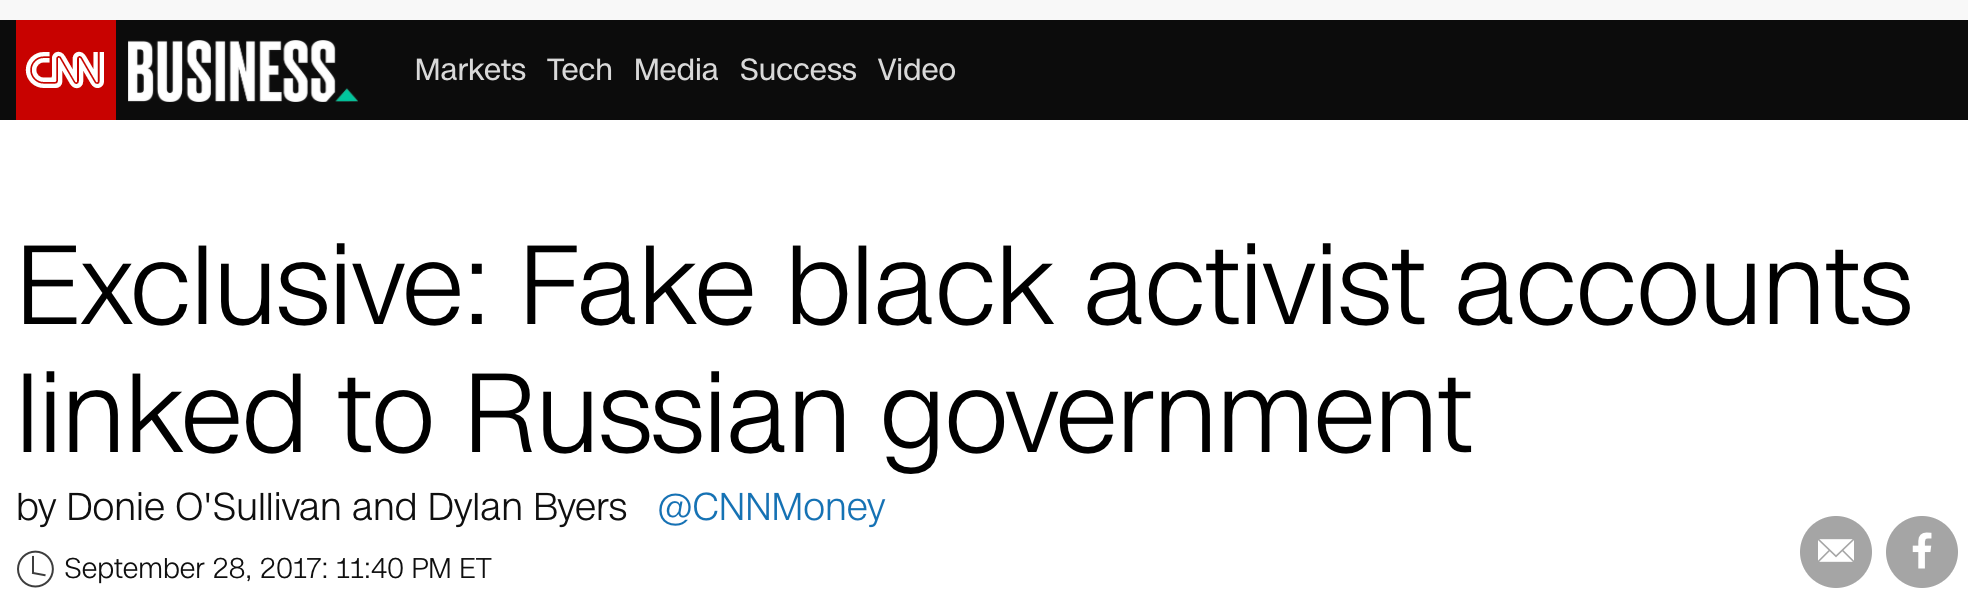 CNN BUSINESS Markets Tech Media Success Video
Exclusive: Fake black activist accounts
linked to Russian government
by Donie O'Sullivan and Dylan Byers @CNNMoney
September 28, 2017: 11:40 PM ET